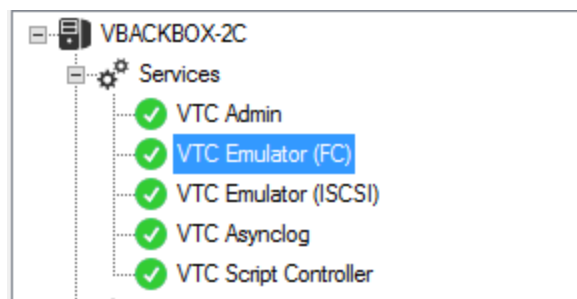 VBACKBOX-2C
Services
VTC Admin
VTC Emulator (FC)
VTC Emulator (ISCSI)
VTC Asynclog
VTC Script Controller